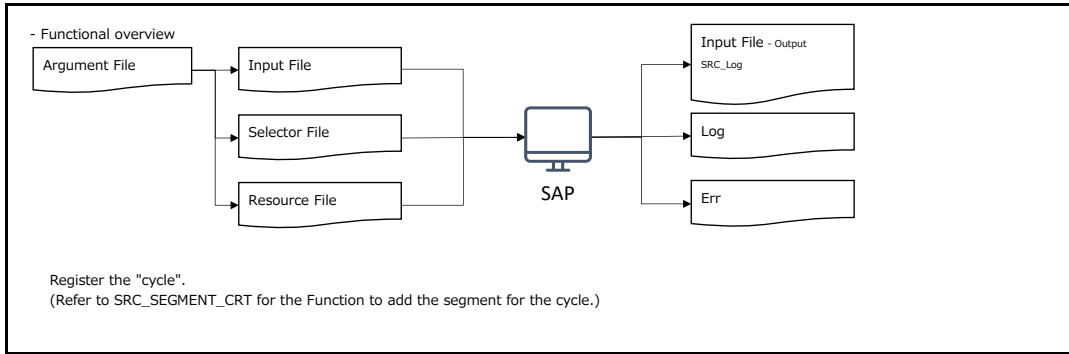 - Functional overview
Argument File
Input File
Selector File
Resource File
SAP
Input File - Output
SRC_Log
Log
Err
Register the "cycle".
(Refer to SRC_SEGMENT_CRT for the Function to add the segment for the cycle.)